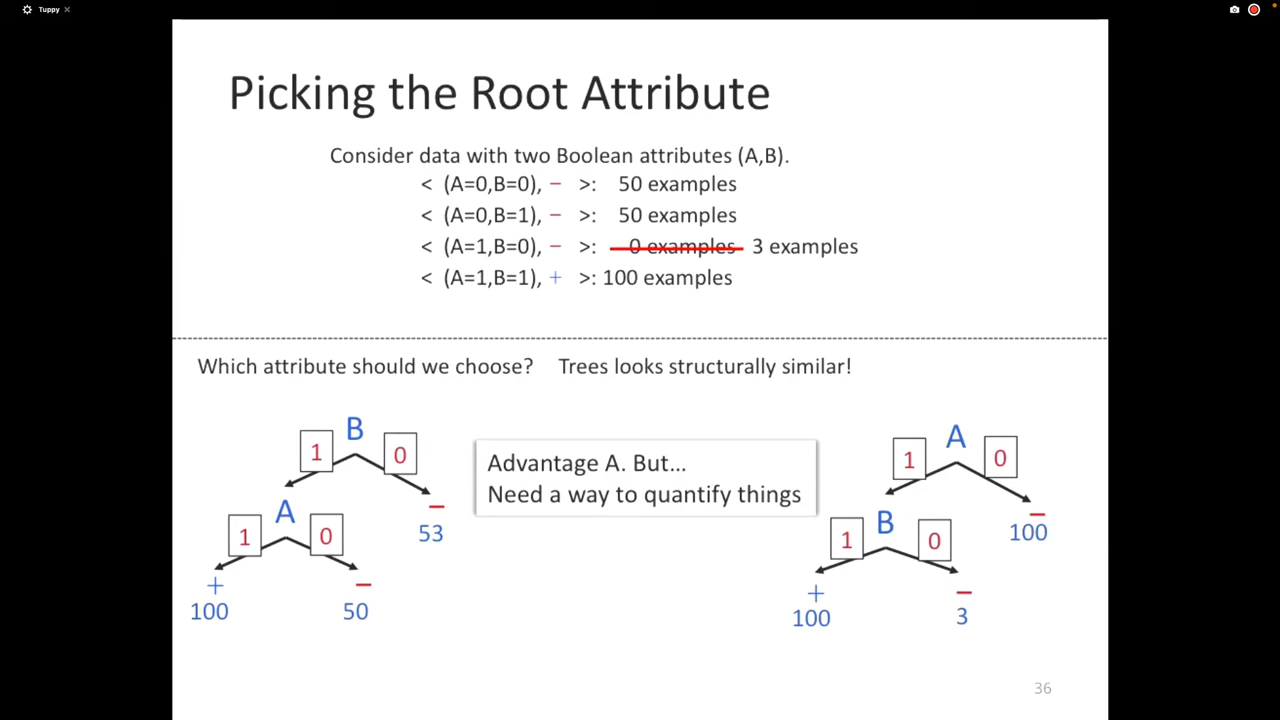 Tuppy
Picking the Root Attribute
Consider data with two Boolean attributes (A,B).
< (A=0,B=0), − >: 50 examples
< (A=0,B=1), − >: 50 examples
< (A=1,B=0), − >: 0 examples 3 examples
< (A=1,B=1), + >: 100 examples
Which attribute should we choose? Trees looks structurally similar!
B
1 0
A
− 53
1 0
+ −
100 50
Advantage A. But...
Need a way to quantify things
A
1 0
B
− 100
1 0
+ −
100 3
36